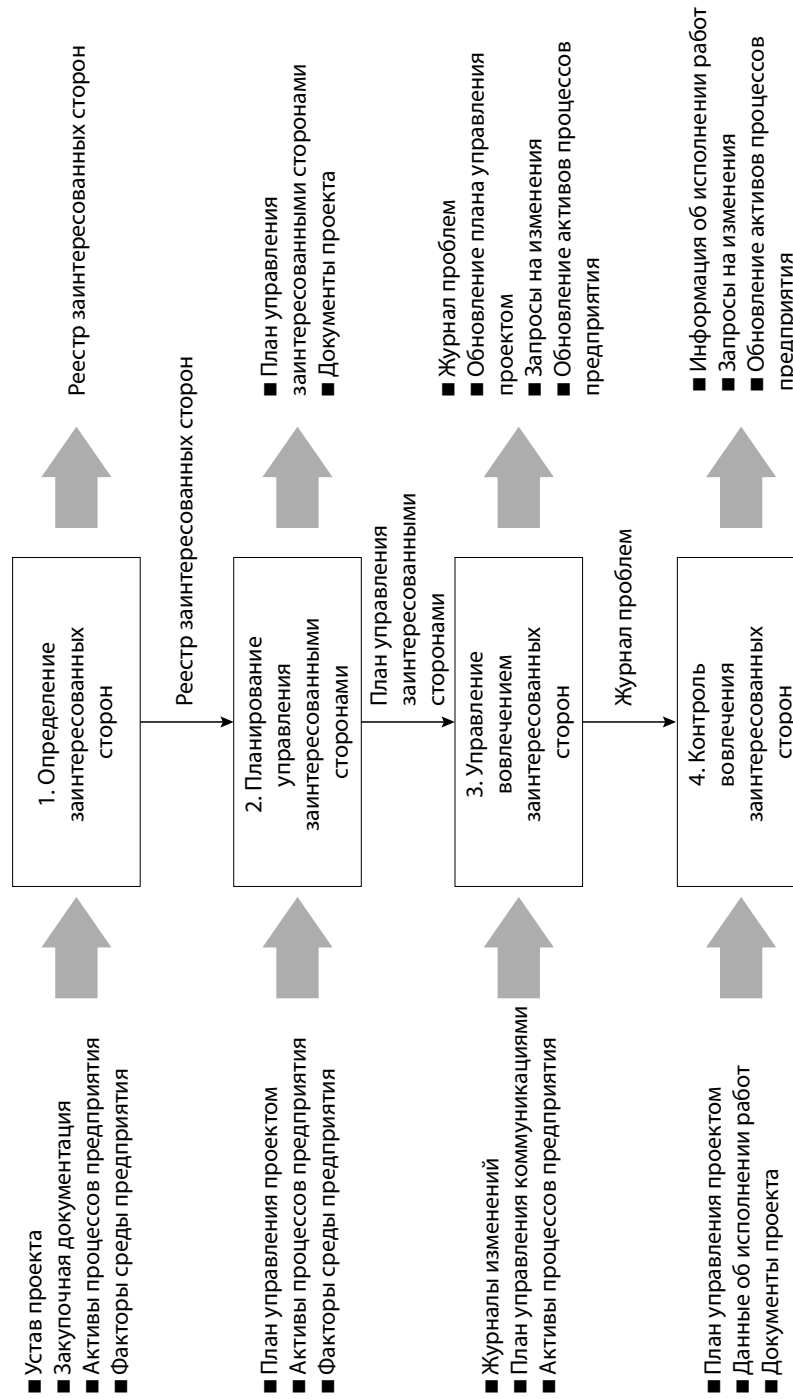 ■ Устав проекта
■ Закупочная документация
■ Активы процессов предприятия
■ Факторы среды предприятия
1. Определение
заинтересованных
сторон
Реестр заинтересованных сторон
Реестр заинтересованных сторон
■ План управления проектом
■ Активы процессов предприятия
■ Факторы среды предприятия
2. Планирование
управления
заинтересованными
сторонами
■ План управления
заинтересованными сторонами
■ Документы проекта
План управления
заинтересованными
сторонами
■ Журналы изменений
■ План управления коммуникациями
■ Активы процессов предприятия
3. Управление
вовлечением
заинтересованных
сторон
■ Журнал проблем
■ Обновление плана управления
проектом
■ Запросы на изменения
■ Обновление активов процессов
предприятия
Журнал проблем
■ План управления проектом
■ Данные об исполнении работ
■ Документы проекта
4. Контроль
вовлечения
заинтересованных
сторон
■ Информация об исполнении работ
■ Запросы на изменения
■ Обновление активов процессов
предприятия